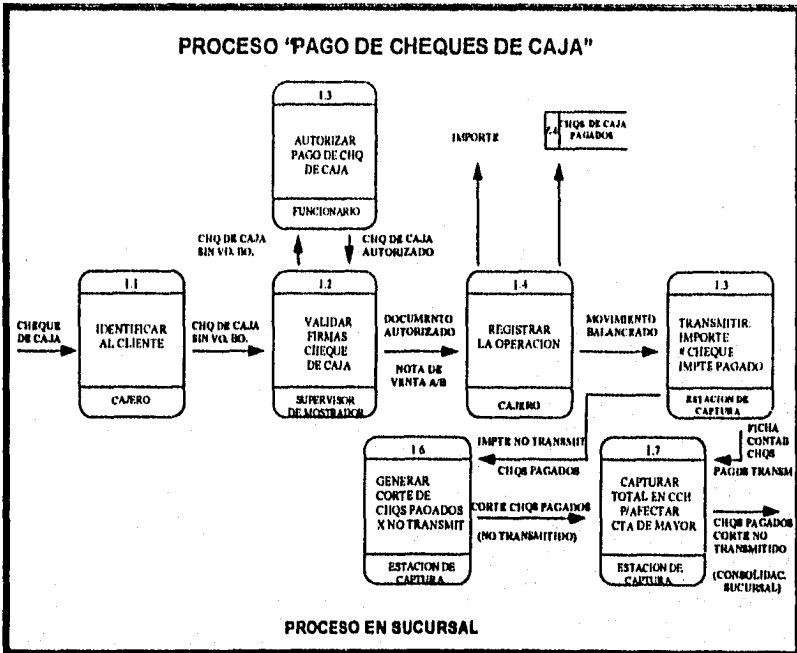 PROCESO "PAGO DE CHEQUES DE CAJA"
1.3
AUTORIZAR
PAGO DE CHQ
DE CAJA
FUNCIONARIO
IMPORTE
CHQS DE CAJA
PAGADOS
CHQ DE CAJA
SIN VO. BO.
CHQ DE CAJA
AUTORIZADO
CHEQUE
DE CAJA
1.1
IDENTIFICAR
AL CLIENTE
CAJERO
CHQ DE CAJA
SIN VO. BO.
1.2
VALIDAR
FIRMAS
CHEQUE
DE CAJA
SUPERVISOR
DE MOSTRADOR
DOCUMENTO
AUTORIZADO
NOTA DE
VENTA A/B
1.4
REGISTRAR
LA OPERACION
CAJERO
MOVIMIENTO
BALANCEADO
1.3
TRANSMITIR:
IMPORTE
# CHEQUE
IMPTE PAGADO
ESTACION DE
CAPTURA
IMPTE NO TRANSMIT
CHQS PAGADOS
FICHA
CONTAB
CHQS
PAGDS TRANSM
1.6
GENERAR
CORTE DE
CHQS PAGADOS
X NO TRANSMIT
ESTACION DE
CAPTURA
CORTE CHQS PAGADOS
(NO TRANSMITIDO)
1.7
CAPTURAR
TOTAL EN CCH
P/AFECTAR
CTA DE MAYOR
ESTACION DE
CAPTURA
CHQS PAGADOS
CORTE NO
TRANSMITIDO
(CONSOLIDAC.
SUCURSAL)
PROCESO EN SUCURSAL